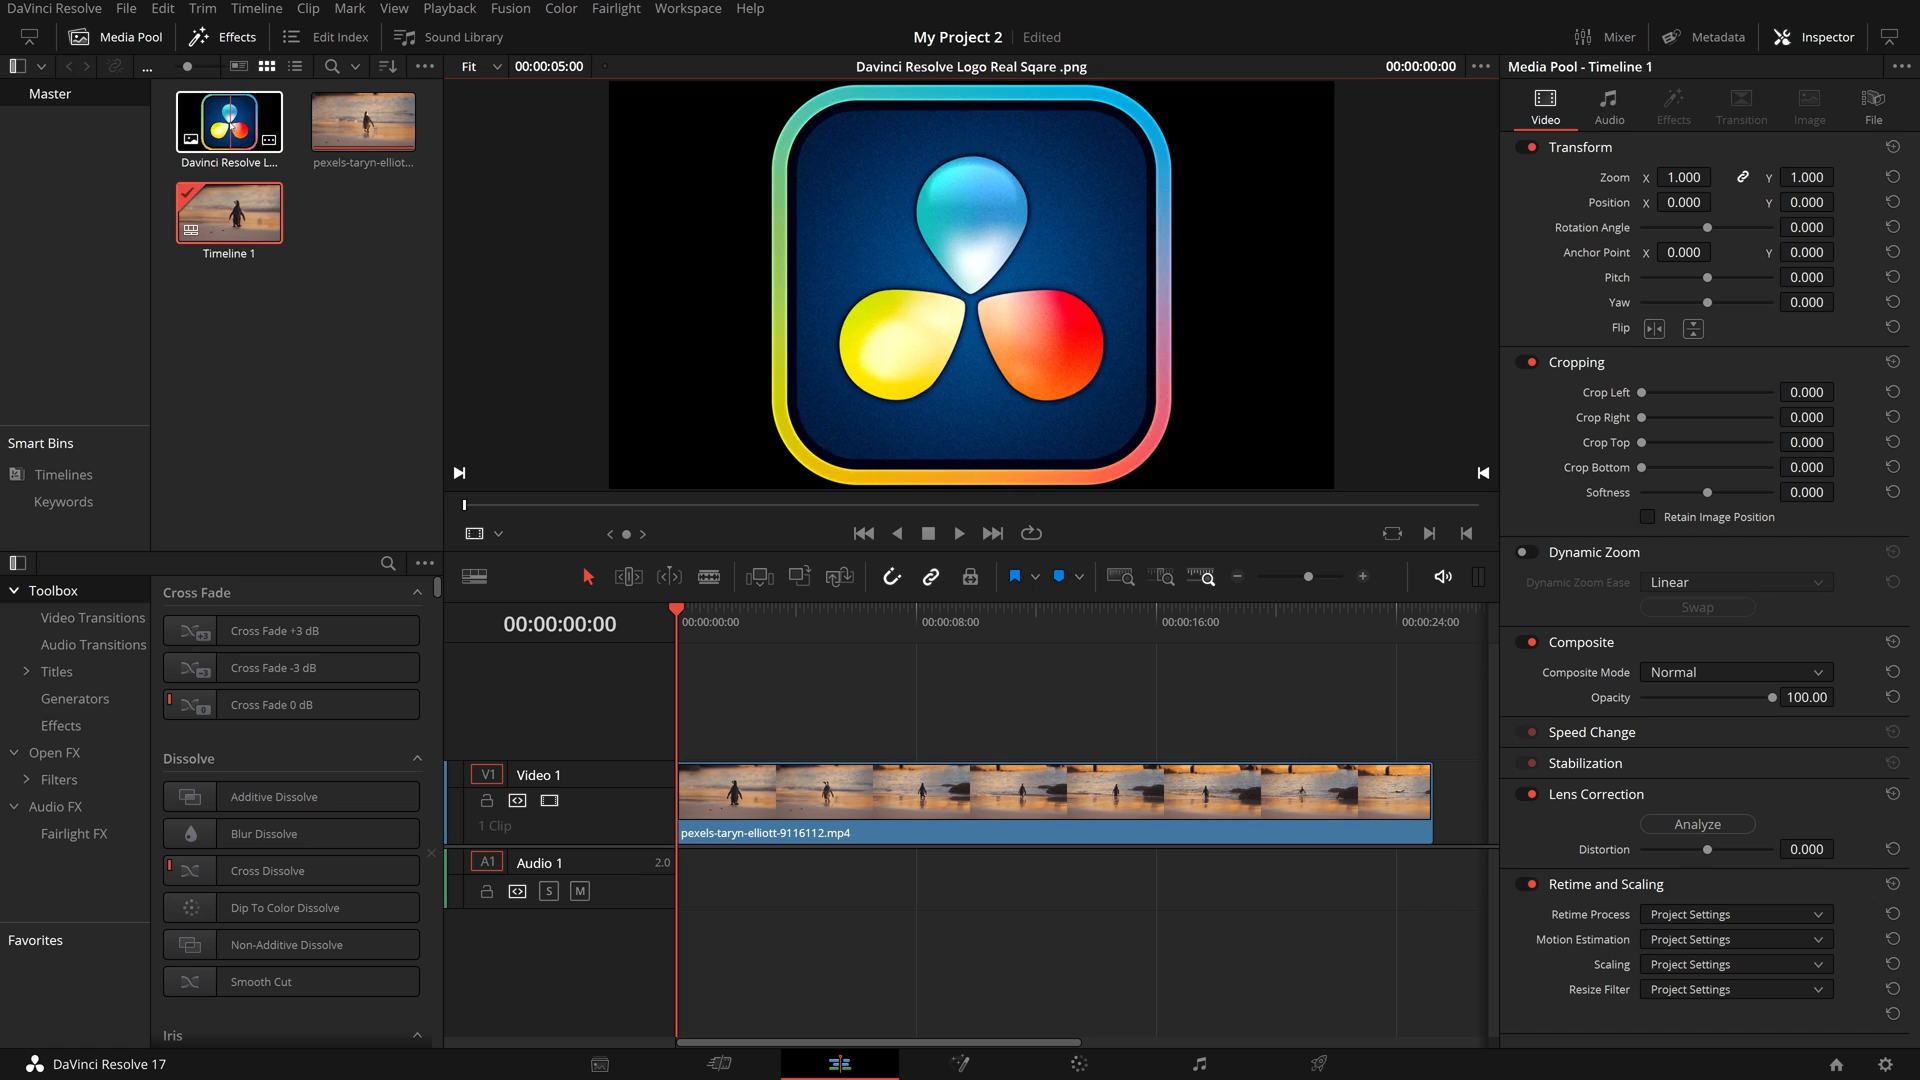 DaVinci Resolve File Edit Trim Timeline Clip Mark View Playback Fusion Color Fairlight Workspace Help
Media Pool Effects Edit Index Sound Library My Project 2 Edited Mixer Metadata Inspector
Fit 00:00:05:00 Davinci Resolve Logo Real Sqare .png 00:00:00:00 Media Pool - Timeline 1
Master
Davinci Resolve L...
pexels-taryn-elliot...
Timeline 1
Smart Bins
Timelines
Keywords
Video Audio Effects Transition Image File
Transform
Zoom X 1.000 Y 1.000
Position X 0.000 Y 0.000
Rotation Angle 0.000
Anchor Point X 0.000 Y 0.000
Pitch 0.000
Yaw 0.000
Flip
Cropping
Crop Left 0.000
Crop Right 0.000
Crop Top 0.000
Crop Bottom 0.000
Softness 0.000
Retain Image Position
Dynamic Zoom
Dynamic Zoom Ease Linear
Swap
Composite
Composite Mode Normal
Opacity 100.00
Speed Change
Stabilization
Lens Correction
Analyze
Distortion 0.000
Retime and Scaling
Retime Process Project Settings
Motion Estimation Project Settings
Scaling Project Settings
Resize Filter Project Settings
Toolbox
Video Transitions
Audio Transitions
Titles
Generators
Effects
Open FX
Filters
Audio FX
Fairlight FX
Favorites
Cross Fade
+3 Cross Fade +3 dB
-3 Cross Fade -3 dB
0 Cross Fade 0 dB
Dissolve
Additive Dissolve
Blur Dissolve
Cross Dissolve
Dip To Color Dissolve
Non-Additive Dissolve
Smooth Cut
Iris
00:00:00:00
00:00:00:00 00:00:08:00 00:00:16:00 00:00:24:00
V1 Video 1
1 Clip
pexels-taryn-elliott-9116112.mp4
A1 Audio 1 2.0
S M
DaVinci Resolve 17